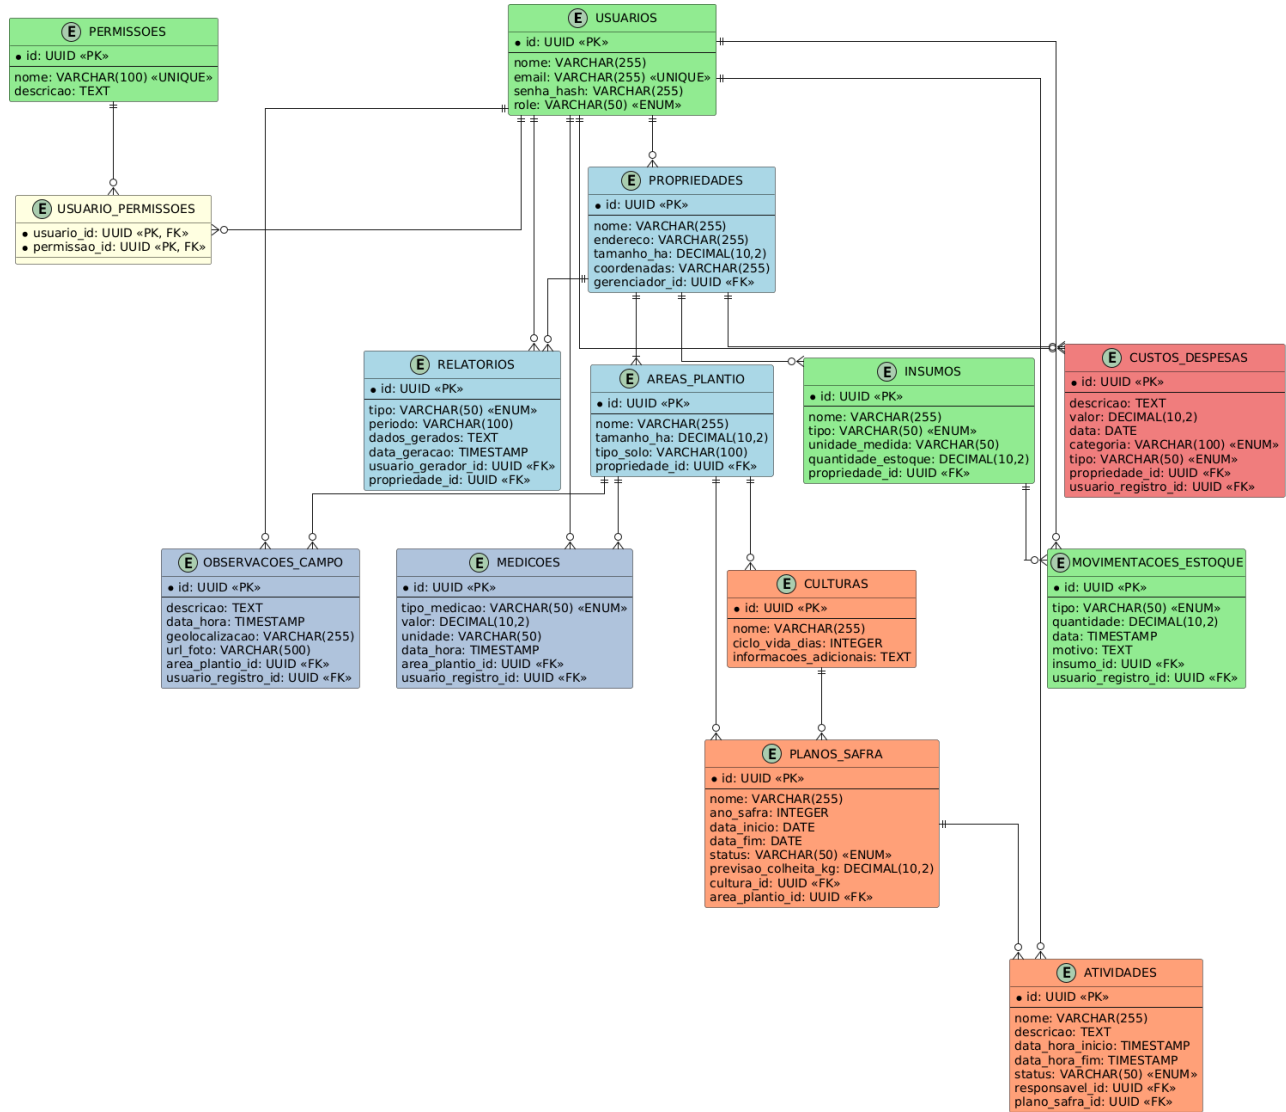 E PERMISSOES
* id: UUID «PK»
nome: VARCHAR(100) «UNIQUE»
descricao: TEXT
E USUARIOS
* id: UUID «PK»
nome: VARCHAR(255)
email: VARCHAR(255) «UNIQUE»
senha_hash: VARCHAR(255)
role: VARCHAR(50) «ENUM»
E USUARIO_PERMISSOES
* usuario_id: UUID «PK, FK»
* permissao_id: UUID «PK, FK»
E PROPRIEDADES
* id: UUID «PK»
nome: VARCHAR(255)
endereco: VARCHAR(255)
tamanho_ha: DECIMAL(10,2)
coordenadas: VARCHAR(255)
gerenciador_id: UUID «FK»
E RELATORIOS
* id: UUID «PK»
tipo: VARCHAR(50) «ENUM»
periodo: VARCHAR(100)
dados_gerados: TEXT
data_geracao: TIMESTAMP
usuario_gerador_id: UUID «FK»
propriedade_id: UUID «FK»
E AREAS_PLANTIO
* id: UUID «PK»
nome: VARCHAR(255)
tamanho_ha: DECIMAL(10,2)
tipo_solo: VARCHAR(100)
propriedade_id: UUID «FK»
E INSUMOS
* id: UUID «PK»
nome: VARCHAR(255)
tipo: VARCHAR(50) «ENUM»
unidade_medida: VARCHAR(50)
quantidade_estoque: DECIMAL(10,2)
propriedade_id: UUID «FK»
E CUSTOS_DESPESAS
* id: UUID «PK»
descricao: TEXT
valor: DECIMAL(10,2)
data: DATE
categoria: VARCHAR(100) «ENUM»
tipo: VARCHAR(50) «ENUM»
propriedade_id: UUID «FK»
usuario_registro_id: UUID «FK»
E OBSERVACOES_CAMPO
* id: UUID «PK»
descricao: TEXT
data_hora: TIMESTAMP
geolocalizacao: VARCHAR(255)
url_foto: VARCHAR(500)
area_plantio_id: UUID «FK»
usuario_registro_id: UUID «FK»
E MEDICOES
* id: UUID «PK»
tipo_medicao: VARCHAR(50) «ENUM»
valor: DECIMAL(10,2)
unidade: VARCHAR(50)
data_hora: TIMESTAMP
area_plantio_id: UUID «FK»
usuario_registro_id: UUID «FK»
E CULTURAS
* id: UUID «PK»
nome: VARCHAR(255)
ciclo_vida_dias: INTEGER
informacoes_adicionais: TEXT
E MOVIMENTACOES_ESTOQUE
* id: UUID «PK»
tipo: VARCHAR(50) «ENUM»
quantidade: DECIMAL(10,2)
data: TIMESTAMP
motivo: TEXT
insumo_id: UUID «FK»
usuario_registro_id: UUID «FK»
E PLANOS_SAFRA
* id: UUID «PK»
nome: VARCHAR(255)
ano_safra: INTEGER
data_inicio: DATE
data_fim: DATE
status: VARCHAR(50) «ENUM»
previsao_colheita_kg: DECIMAL(10,2)
cultura_id: UUID «FK»
area_plantio_id: UUID «FK»
E ATIVIDADES
* id: UUID «PK»
nome: VARCHAR(255)
descricao: TEXT
data_hora_inicio: TIMESTAMP
data_hora_fim: TIMESTAMP
status: VARCHAR(50) «ENUM»
responsavel_id: UUID «FK»
plano_safra_id: UUID «FK»